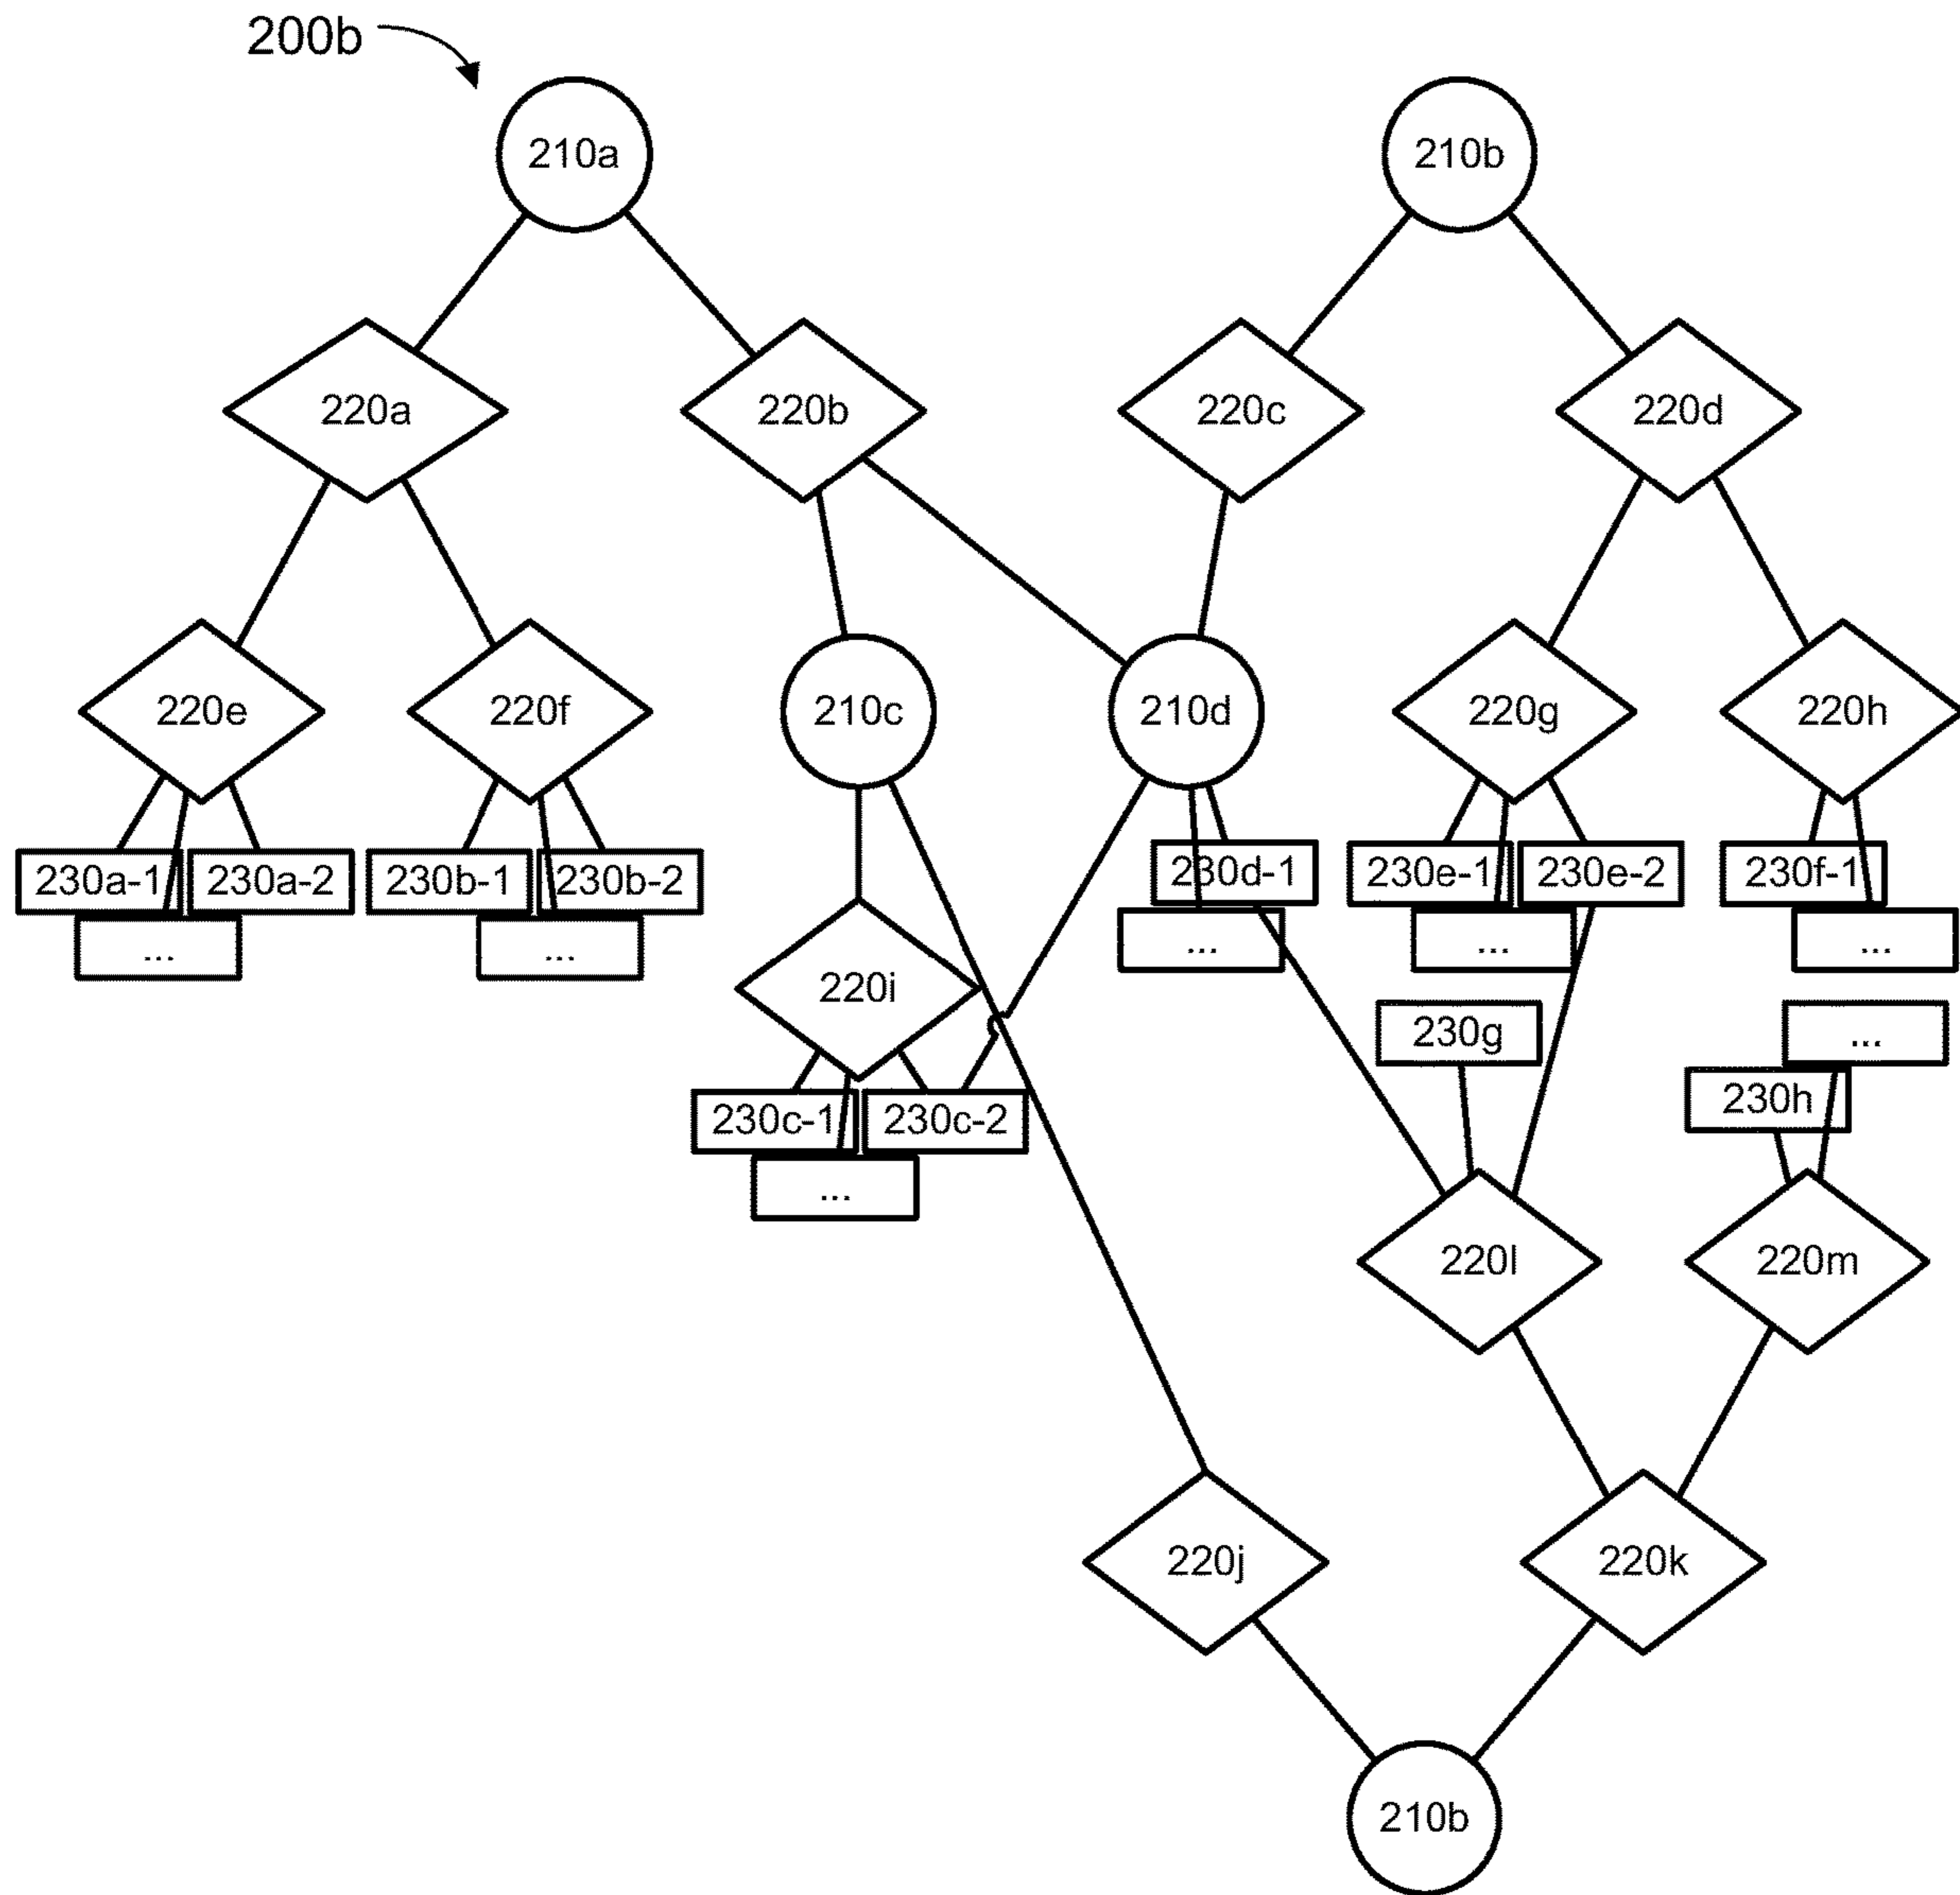 200b
210a 210b
220a 220b 220c 220d
220e 220f 210c 210d 220g 220h
230a-1 230a-2 230b-1 230b-2 230d-1 230e-1 230e-2 230f-1
... ... ... ... ...
220i
230g ...
230h
230c-1 230c-2
...
220l 220m
220j 220k
210b